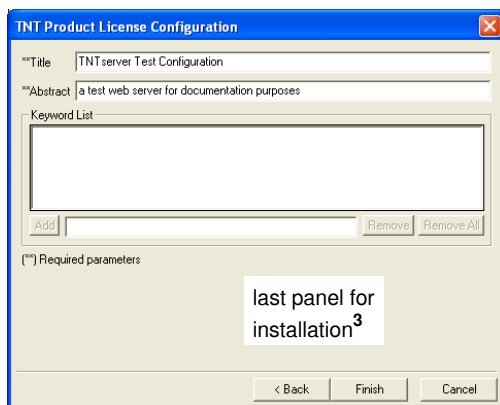 TNT Product License Configuration
**Title TNTserver Test Configuration
**Abstract a test web server for documentation purposes
Keyword List
Add Remove Remove All
(**) Required parameters
last panel for
installation3
< Back Finish Cancel